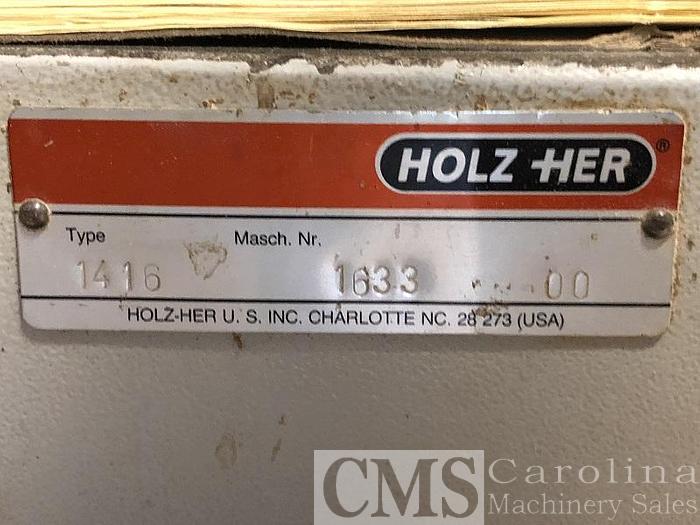 HOLZ-HER®
Type Masch. Nr.
1416 1633 00
HOLZ-HER U. S. INC. CHARLOTTE NC. 28 273 (USA)
CMS Carolina
Machinery Sales